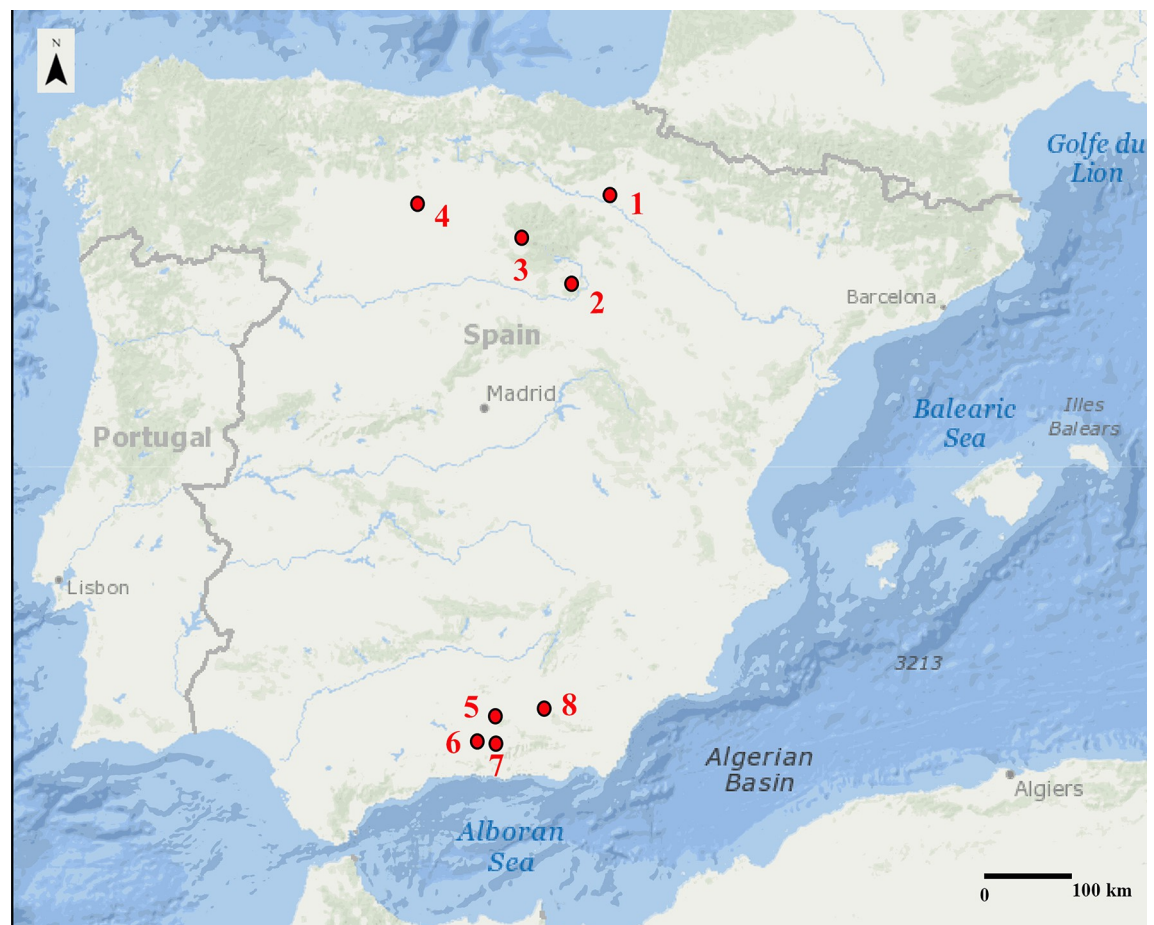 N
Golfe du
Lion
1
4
3
2
Barcelona
Spain
Madrid
Balearic
Sea
Illes
Balears
Portugal
Lisbon
3213
5
8
6
7
Algerian
Basin
Algiers
Alboran
Sea
0
100 km